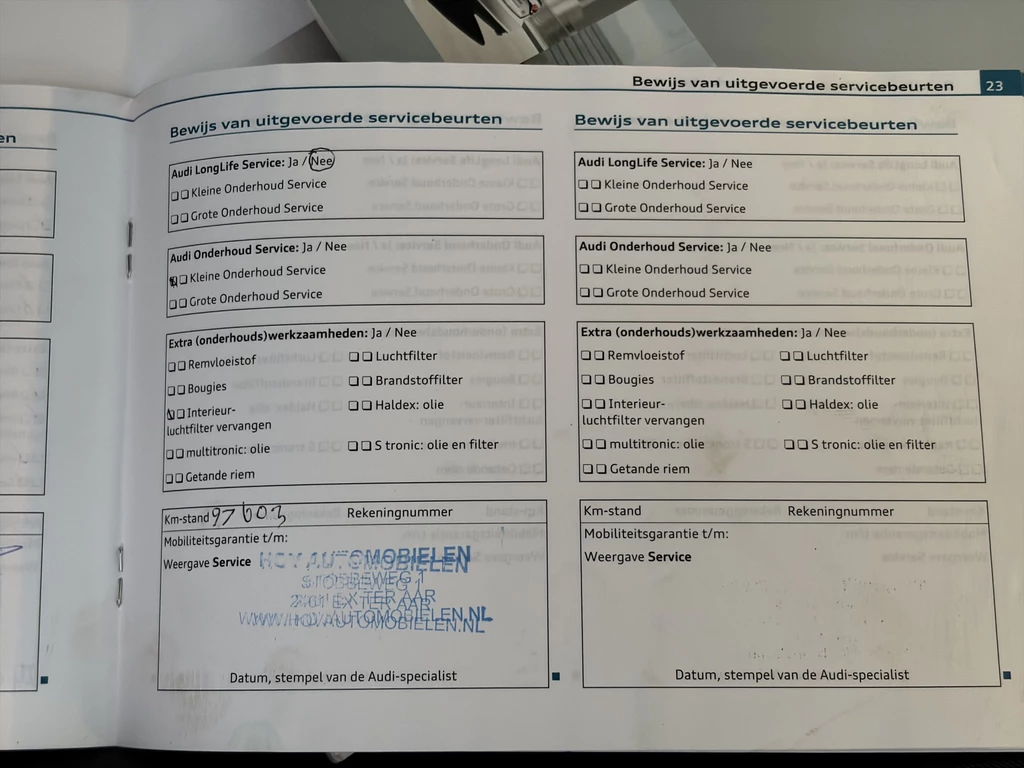 Bewijs van uitgevoerde servicebeurten 23
en
Bewijs van uitgevoerde servicebeurten
Audi LongLife Service: Ja / Nee
Kleine Onderhoud Service
Grote Onderhoud Service
Audi Onderhoud Service: Ja / Nee
Kleine Onderhoud Service
Grote Onderhoud Service
Extra (onderhouds)werkzaamheden: Ja / Nee
Remvloeistof Luchtfilter
Bougies Brandstoffilter
Interieur- Haldex: olie
luchtfilter vervangen
multitronic: olie S tronic: olie en filter
Getande riem
Km-stand 97603 Rekeningnummer
Mobiliteitsgarantie t/m:
Weergave Service
HOV AUTOMOBIELEN
TER AAR
WWW.HOVAUTOMOBIELEN.NL
Datum, stempel van de Audi-specialist
Bewijs van uitgevoerde servicebeurten
Audi LongLife Service: Ja / Nee
Kleine Onderhoud Service
Grote Onderhoud Service
Audi Onderhoud Service: Ja / Nee
Kleine Onderhoud Service
Grote Onderhoud Service
Extra (onderhouds)werkzaamheden: Ja / Nee
Remvloeistof Luchtfilter
Bougies Brandstoffilter
Interieur- Haldex: olie
luchtfilter vervangen
multitronic: olie S tronic: olie en filter
Getande riem
Km-stand Rekeningnummer
Mobiliteitsgarantie t/m:
Weergave Service
Datum, stempel van de Audi-specialist